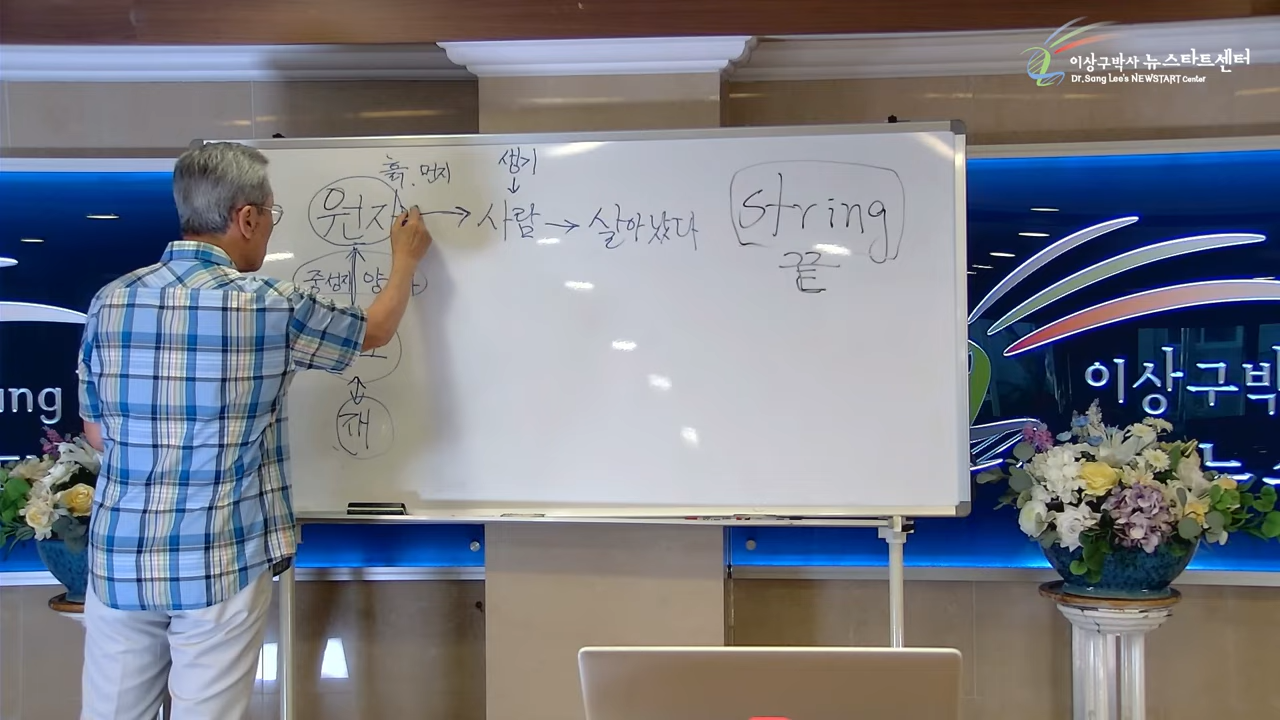 이상구박사 뉴스타트센터
Dr. Sang Lee's NEWSTART Center
흙. 먼지
생기
↓
원자 → 사람 → 살아났다
string
끝
중성자 양
재
이상구박